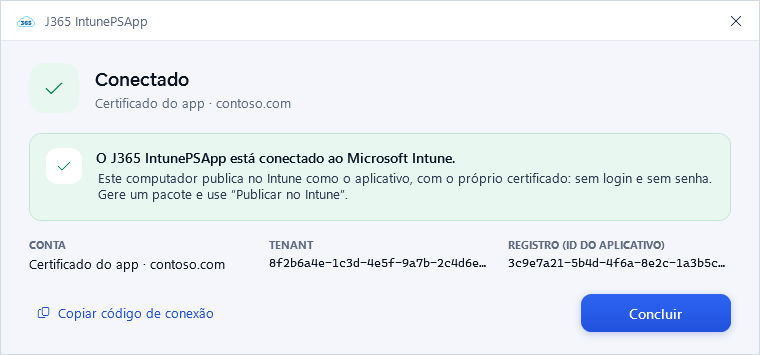 365 J365 IntunePSApp
Conectado
Certificado do app · contoso.com
O J365 IntunePSApp está conectado ao Microsoft Intune.
Este computador publica no Intune como o aplicativo, com o próprio certificado: sem login e sem senha.
Gere um pacote e use “Publicar no Intune”.
CONTA
Certificado do app · contoso.com
TENANT
8f2b6a4e-1c3d-4e5f-9a7b-2c4d6e…
REGISTRO (ID DO APLICATIVO)
3c9e7a21-5b4d-4f6a-8e2c-1a3b5c…
Copiar código de conexão
Concluir